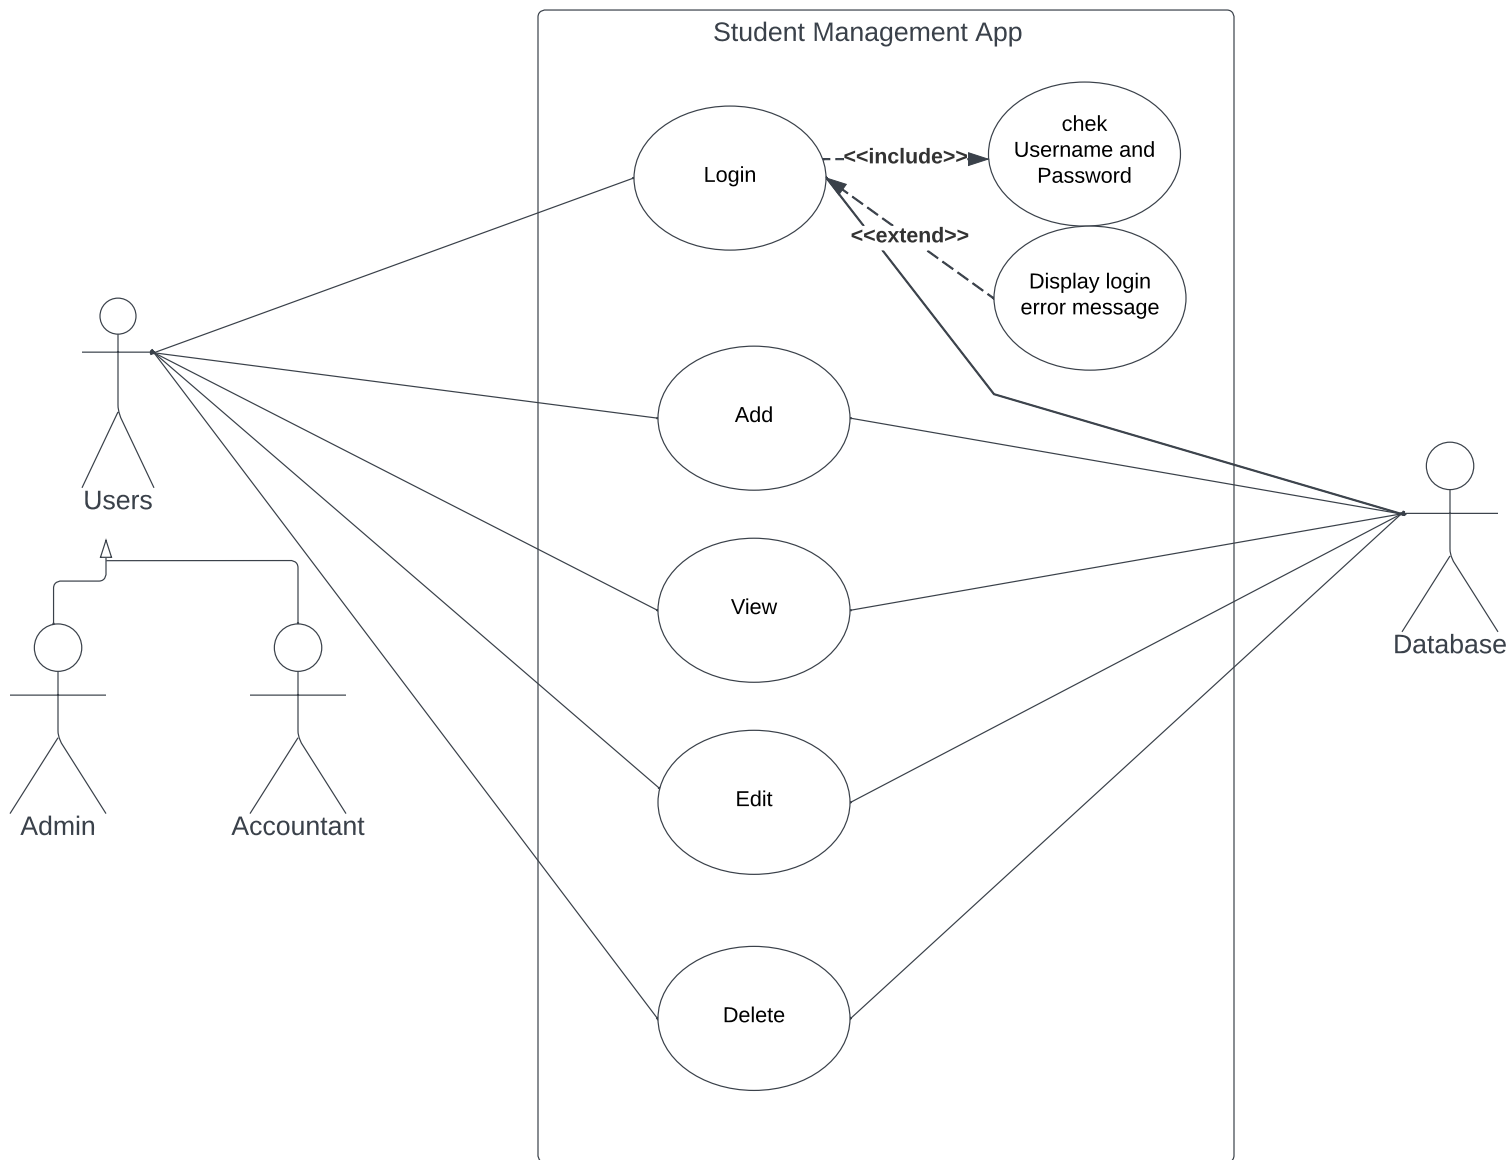 Student Management App
Login
<<include>>
chek
Username and
Password
<<extend>>
Display login
error message
Users
Add
View
Database
Edit
Admin
Accountant
Delete